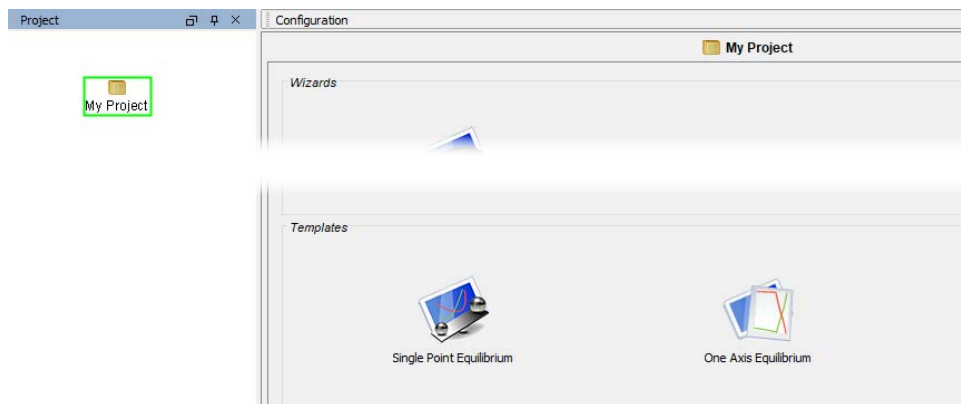 Project
My Project
Configuration
My Project
Wizards
Templates
Single Point Equilibrium
One Axis Equilibrium